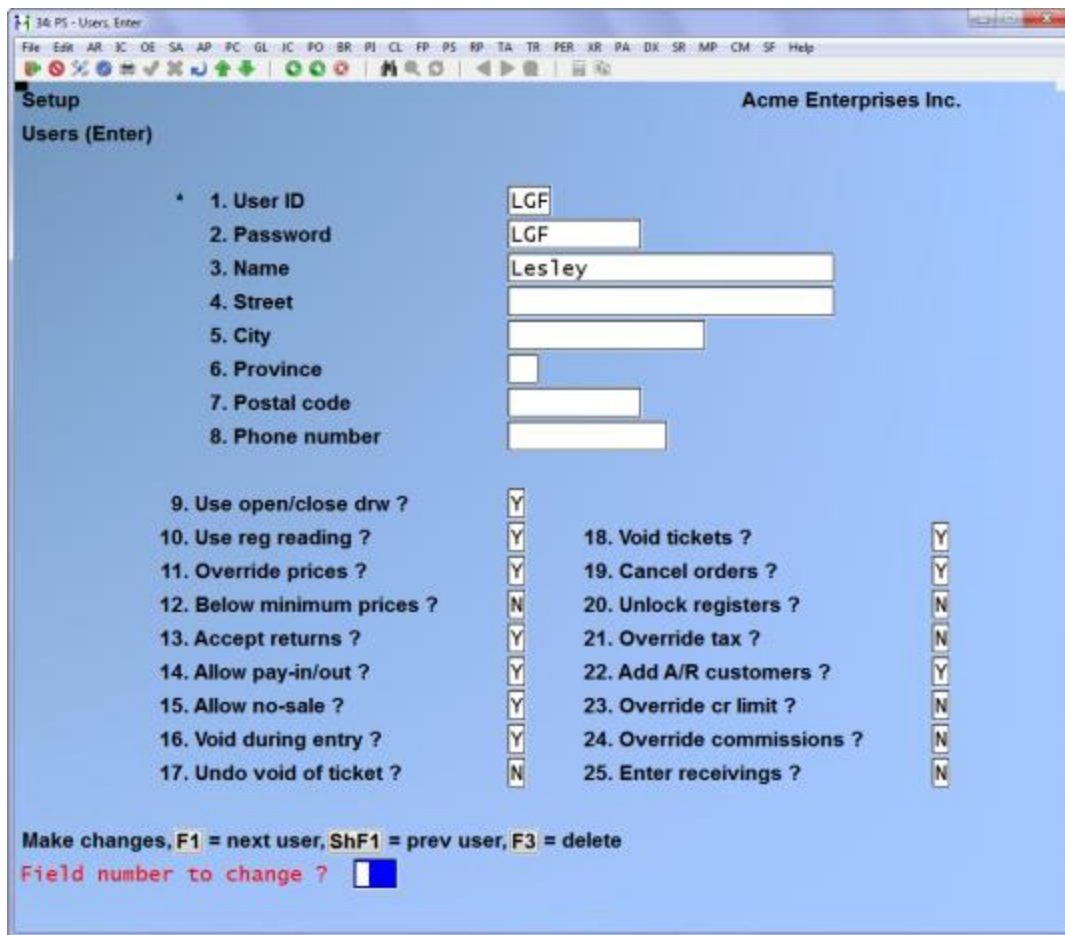 34: PS - Users, Enter
File Edit AR IC OE SA AP PC GL JC PO BR PI CL FP PS RP TA TR PER XR PA DX SR MP CM SF Help
Setup Acme Enterprises Inc.
Users (Enter)
* 1. User ID LGF
2. Password LGF
3. Name Lesley
4. Street
5. City
6. Province
7. Postal code
8. Phone number
9. Use open/close drw ? Y
10. Use reg reading ? Y 18. Void tickets ? Y
11. Override prices ? Y 19. Cancel orders ? Y
12. Below minimum prices ? N 20. Unlock registers ? N
13. Accept returns ? Y 21. Override tax ? N
14. Allow pay-in/out ? Y 22. Add A/R customers ? Y
15. Allow no-sale ? Y 23. Override cr limit ? N
16. Void during entry ? Y 24. Override commissions ? N
17. Undo void of ticket ? N 25. Enter receivings ? N
Make changes, F1 = next user, ShF1 = prev user, F3 = delete
Field number to change ?